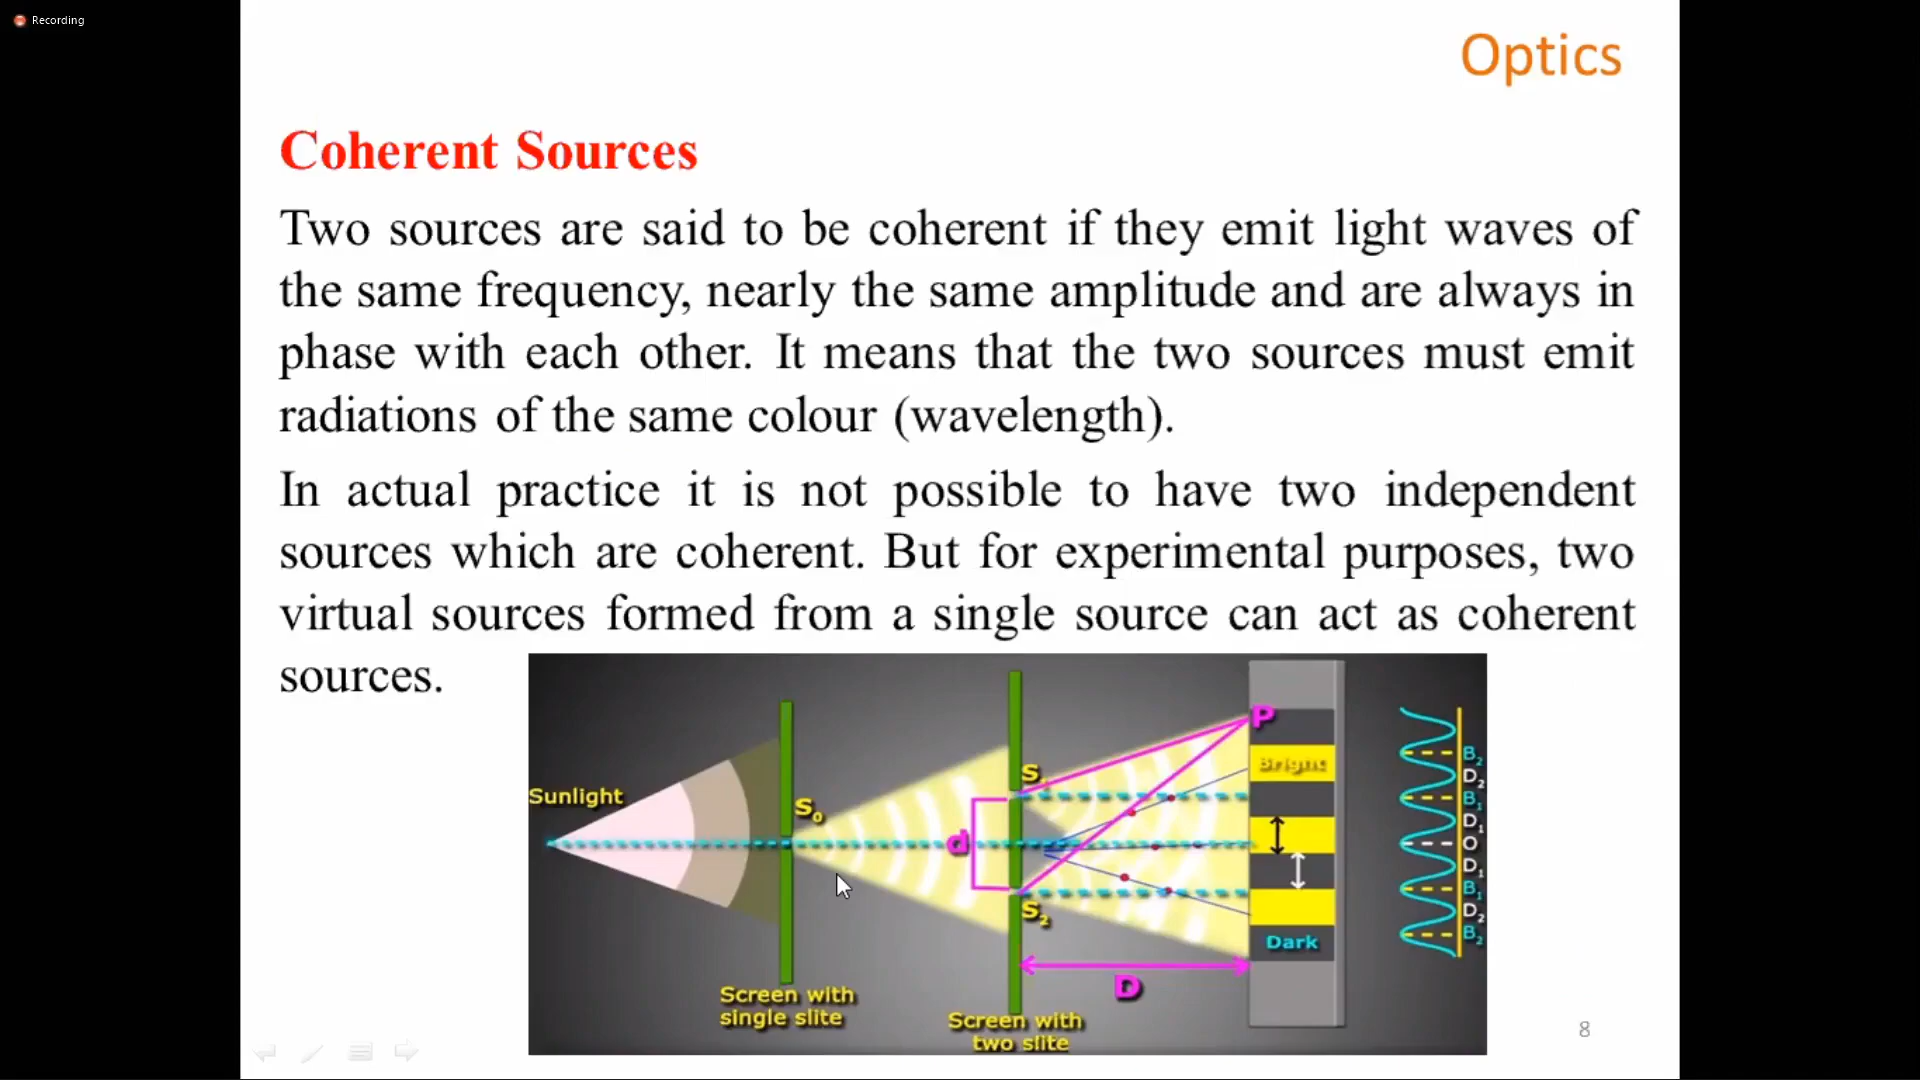 Recording
Optics
Coherent Sources
Two sources are said to be coherent if they emit light waves of
the same frequency, nearly the same amplitude and are always in
phase with each other. It means that the two sources must emit
radiations of the same colour (wavelength).
In actual practice it is not possible to have two independent
sources which are coherent. But for experimental purposes, two
virtual sources formed from a single source can act as coherent
sources.
Sunlight
S0
Screen with
single slite
d
S
S2
Screen with
two slite
D
P
Bright
Dark
B2
D2
B1
D1
O
D1
B1
D2
B2
8